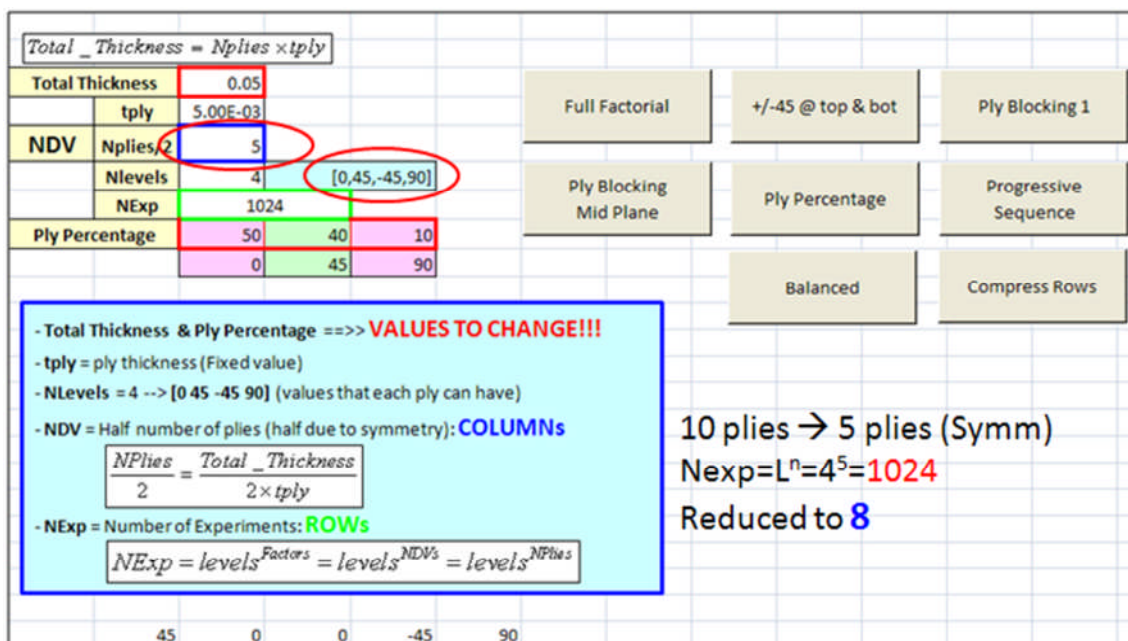 Total _ Thickness = Nplies ×tply
Total Thickness 0.05
tply 5.00E-03
NDV Nplies/2 5
Nlevels 4 [0,45,-45,90]
NExp 1024
Ply Percentage 50 40 10
0 45 90
Full Factorial
+/-45 @ top & bot
Ply Blocking 1
Ply Blocking
Mid Plane
Ply Percentage
Progressive
Sequence
Balanced
Compress Rows
- Total Thickness & Ply Percentage ==>> VALUES TO CHANGE!!!
- tply = ply thickness (Fixed value)
- NLevels = 4 --> [0 45 -45 90] (values that each ply can have)
- NDV = Half number of plies (half due to symmetry): COLUMNs
NPlies / 2 = Total _ Thickness / 2×tply
- NExp = Number of Experiments: ROWs
NExp = levels^Factors = levels^NDVs = levels^NPlies
10 plies → 5 plies (Symm)
Nexp=Lⁿ=4⁵=1024
Reduced to 8
45 0 0 -45 90